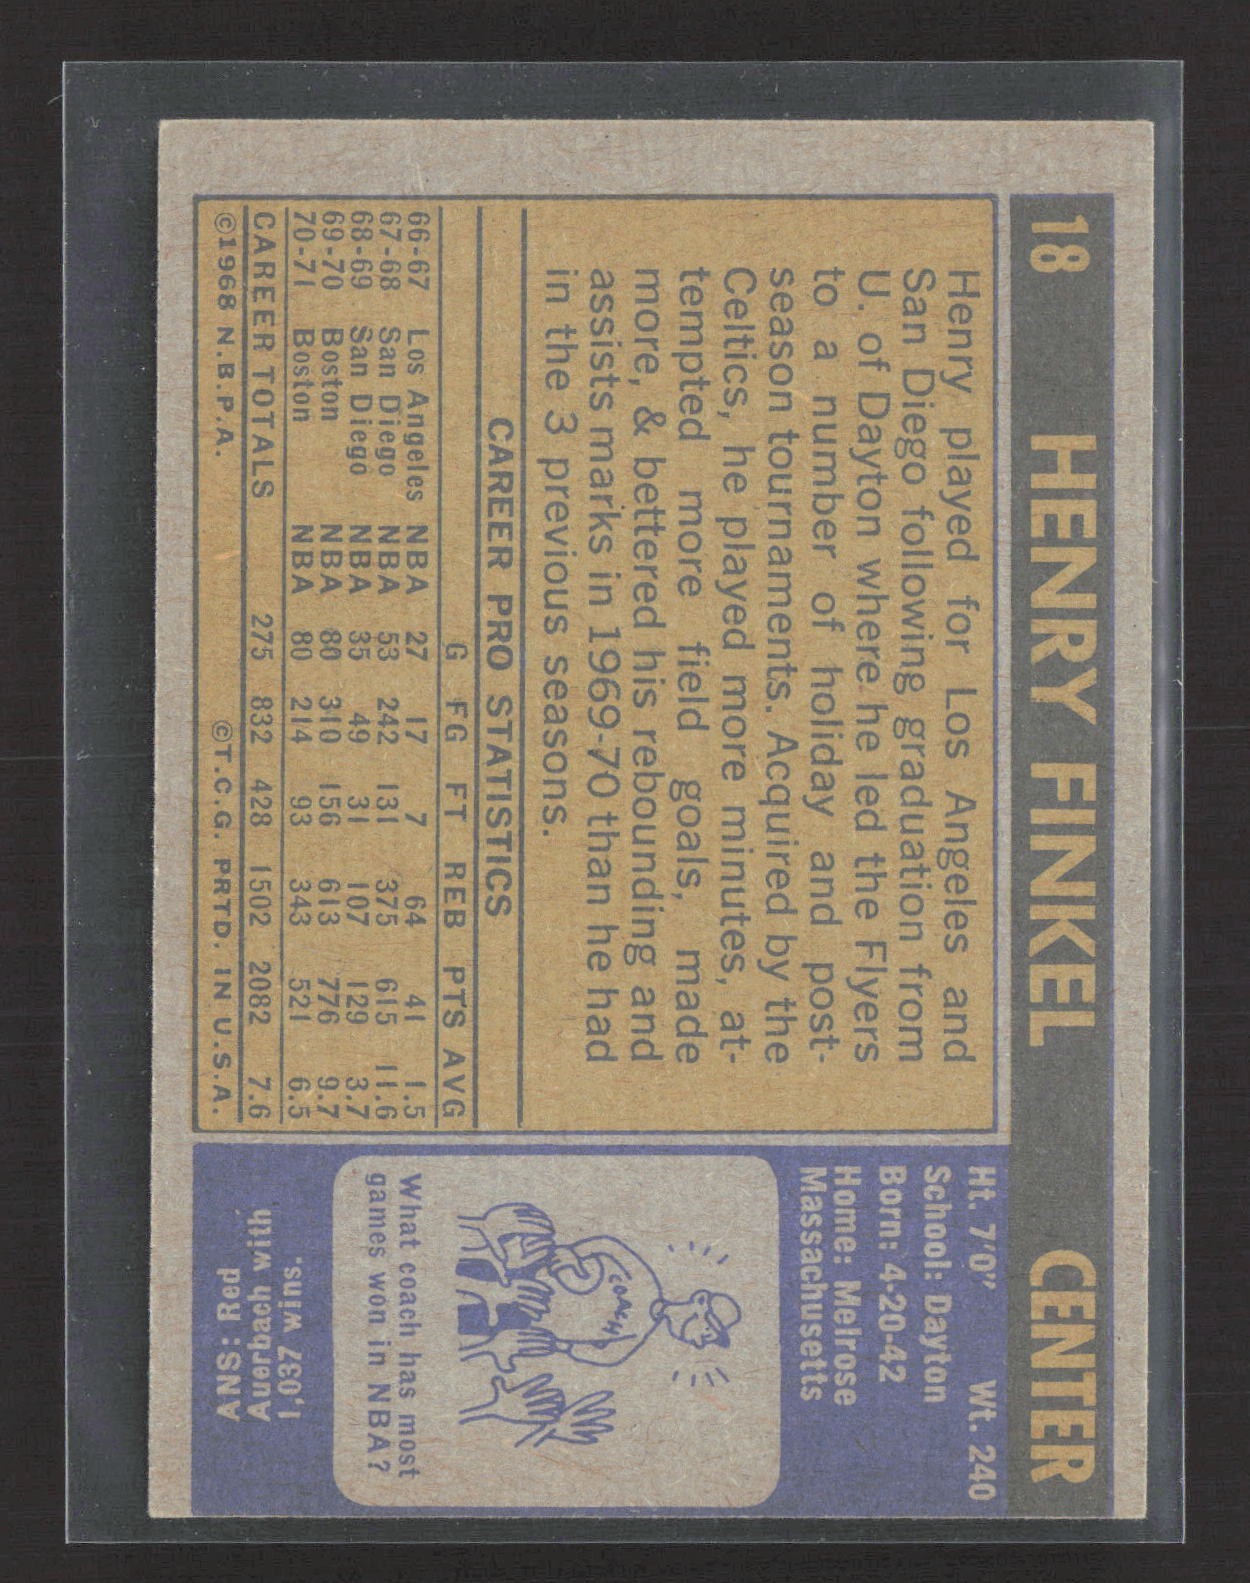 18 HENRY FINKEL CENTER
Henry played for Los Angeles and
San Diego following graduation from
U. of Dayton where he led the Flyers
to a number of holiday and post-
season tournaments. Acquired by the
Celtics, he played more minutes, at-
tempted more field goals, made
more, & bettered his rebounding and
assists marks in 1969-70 than he had
in the 3 previous seasons.
CAREER PRO STATISTICS
G FG FT REB PTS AVG
66-67 Los Angeles NBA 27 17 7 64 41 1.5
67-68 San Diego NBA 53 242 131 375 615 11.6
68-69 San Diego NBA 35 49 31 107 129 3.7
69-70 Boston NBA 80 310 156 613 776 9.7
70-71 Boston NBA 80 214 93 343 521 6.5
CAREER TOTALS 275 832 428 1502 2082 7.6
©1968 N.B.P.A. ©T.C.G. PRTD. IN U.S.A.
Ht. 7'0" Wt. 240
School: Dayton
Born: 4-20-42
Home: Melrose
Massachusetts
COACH
What coach has most
games won in NBA?
ANS: Red
Auerbach with
1,037 wins.